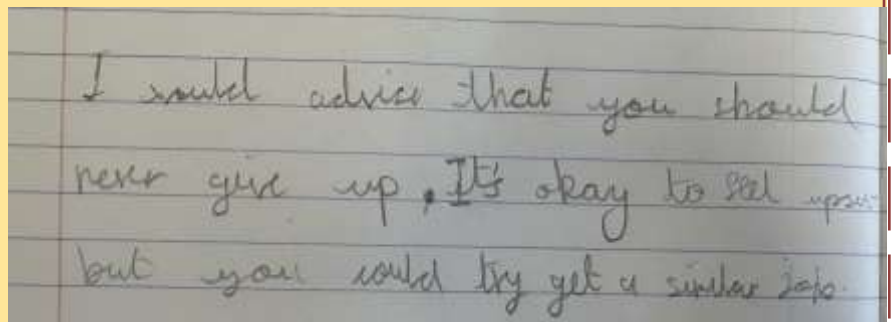 I would advice that you should
never give up. It's okay to feel upset
but you could try get a similar job.